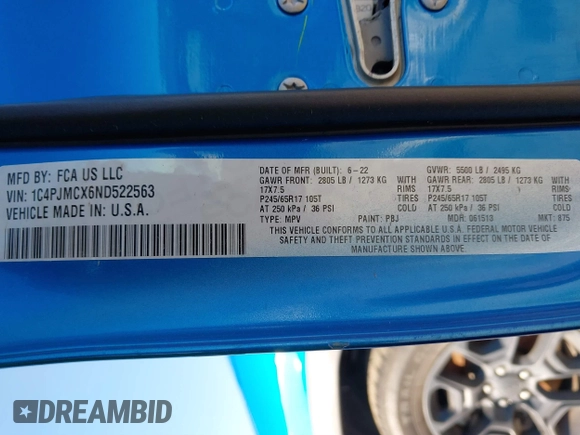 MFD BY: FCA US LLC
VIN: 1C4PJMCX6ND522563
VEHICLE MADE IN: U.S.A.
DATE OF MFR (BUILT): 6-22 GVWR: 5500 LB / 2495 KG
GAWR FRONT: 2805 LB / 1273 KG WITH GAWR REAR: 2805 LB / 1273 KG WITH
17X7.5 RIMS 17X7.5 RIMS
P245/65R17 105T TIRES P245/65R17 105T TIRES
AT 250 kPa / 36 PSI COLD AT 250 kPa / 36 PSI COLD
TYPE: MPV PAINT: PBJ MDR: 061513 MKT: 875
THIS VEHICLE CONFORMS TO ALL APPLICABLE U.S.A. FEDERAL MOTOR VEHICLE
SAFETY AND THEFT PREVENTION STANDARDS IN EFFECT ON THE DATE OF
MANUFACTURE SHOWN ABOVE.
DREAMBID